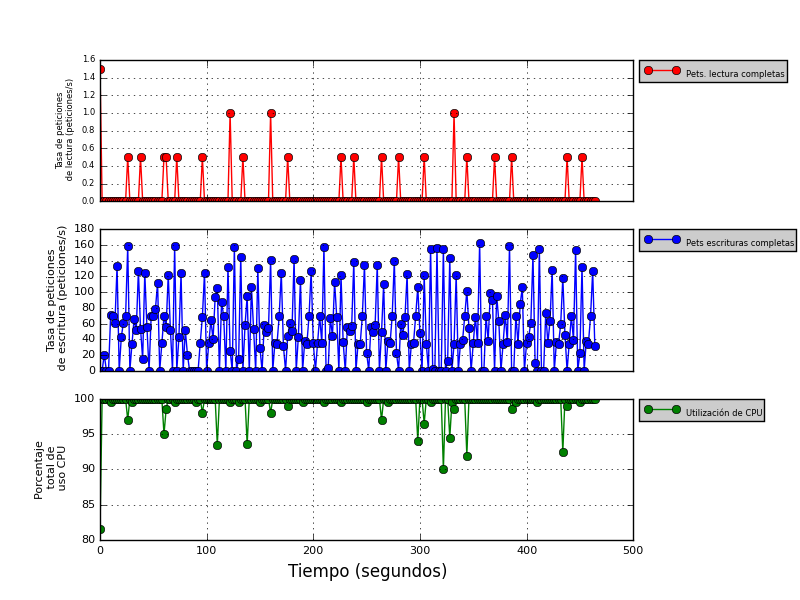 Tasa de peticiones
de lectura (peticiones/s)
1.6
1.4
1.2
1.0
0.8
0.6
0.4
0.2
0.0
Pets. lectura completas
Tasa de peticiones
de escritura (peticiones/s)
180
160
140
120
100
80
60
40
20
0
Pets escrituras completas
Porcentaje
total de
uso CPU
100
95
90
85
80
Utilización de CPU
0
100
200
300
400
500
Tiempo (segundos)